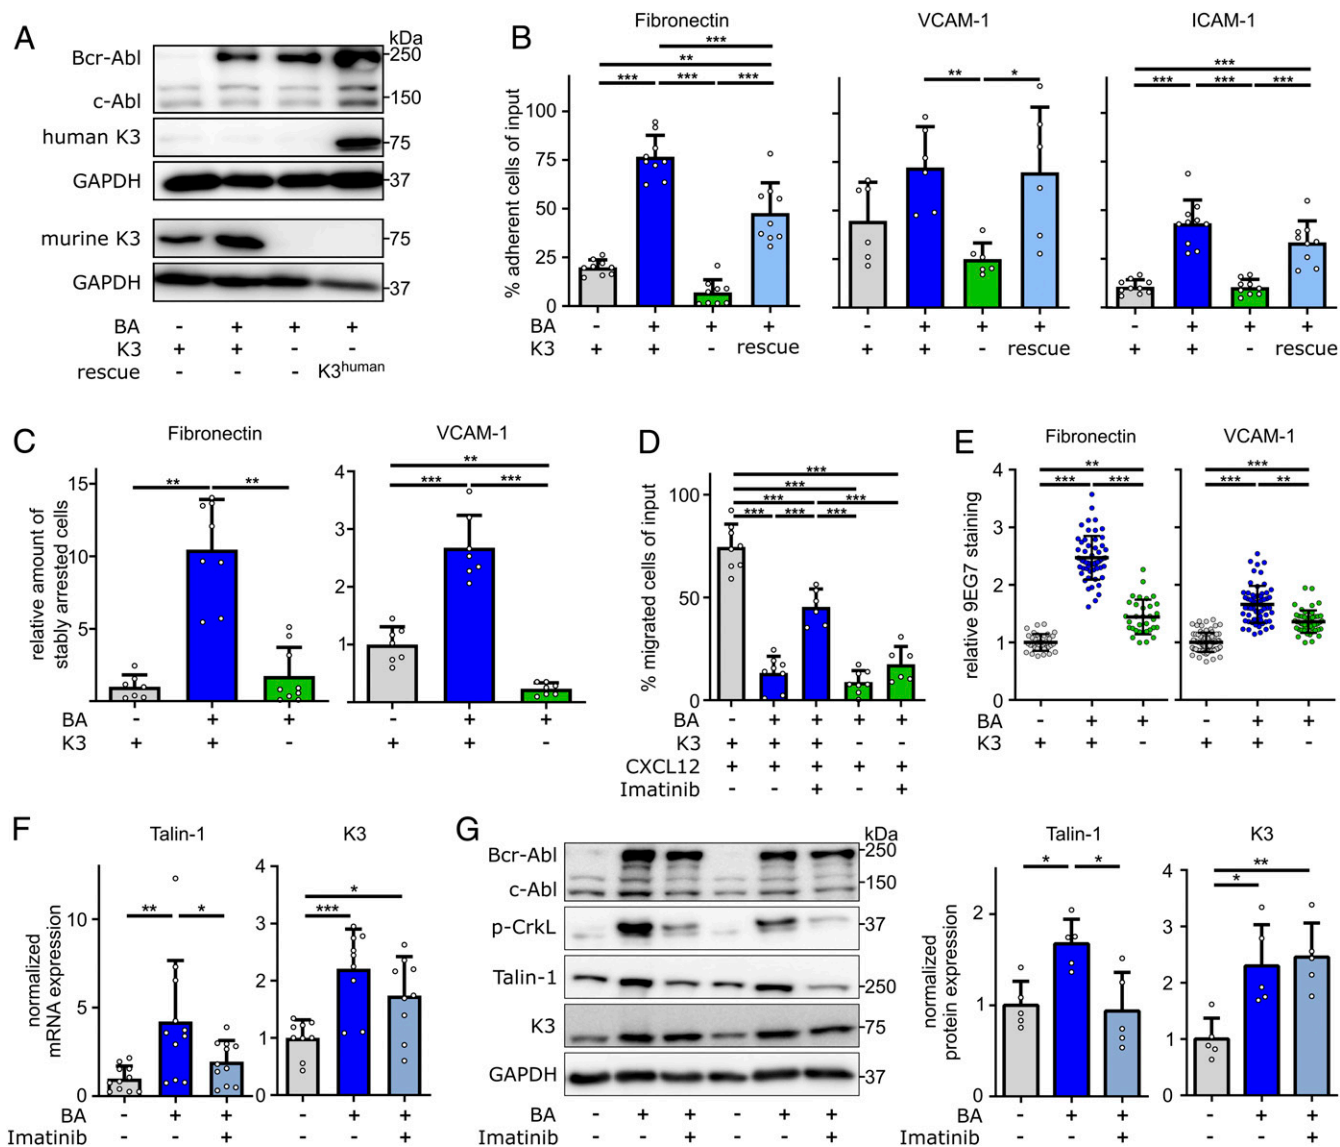 A
kDa
Bcr-Abl
250
c-Abl
150
human K3
75
GAPDH
37
murine K3
75
GAPDH
37
BA - + + +
K3 + + - -
rescue - - - K3human
B
Fibronectin VCAM-1 ICAM-1
*** ** *** *** ***
** *
*** *** *** ***
% adherent cells of input
100
75
50
25
0
BA - + + + - + + + - + + +
K3 + + - rescue + + - rescue + + - rescue
C
Fibronectin VCAM-1
** **
** *** ***
relative amount of
stably arrested cells
15
10
5
4
3
2
1
BA - + + - + +
K3 + + - + + -
D
***
***
*** ***
*** *** ***
% migrated cells of input
100
50
0
BA - + + + +
K3 + + + - -
CXCL12 + + + + +
Imatinib - - + - +
E
Fibronectin VCAM-1
** ***
*** *** *** **
relative 9EG7 staining
4
3
2
1
0
BA - + + - + +
K3 + + - + + -
F
Talin-1 K3
** * * ***
normalized
mRNA expression
10
5
0
4
3
2
1
0
BA - + + - + +
Imatinib - - + - - +
G
kDa
Bcr-Abl
250
c-Abl
150
p-CrkL
37
Talin-1
250
K3
75
GAPDH
37
BA - + + - + +
Imatinib - - + - - +
Talin-1 K3
* * ** *
normalized
protein expression
2
1
0
4
3
2
1
0
BA - + + - + +
Imatinib - - + - - +